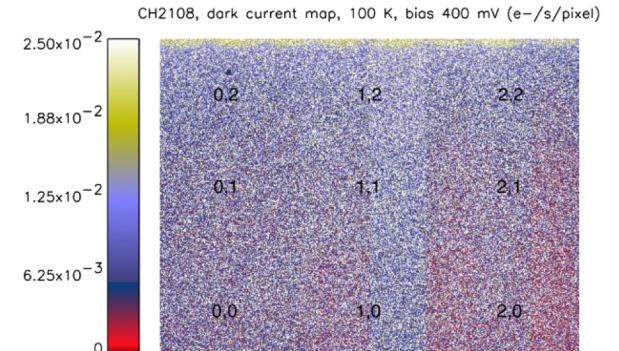 CH2108, dark current map, 100 K, bias 400 mV (e-/s/pixel)
2.50x10^-2
1.88x10^-2
1.25x10^-2
6.25x10^-3
0
0,2 1,2 2,2
0,1 1,1 2,1
0,0 1,0 2,0